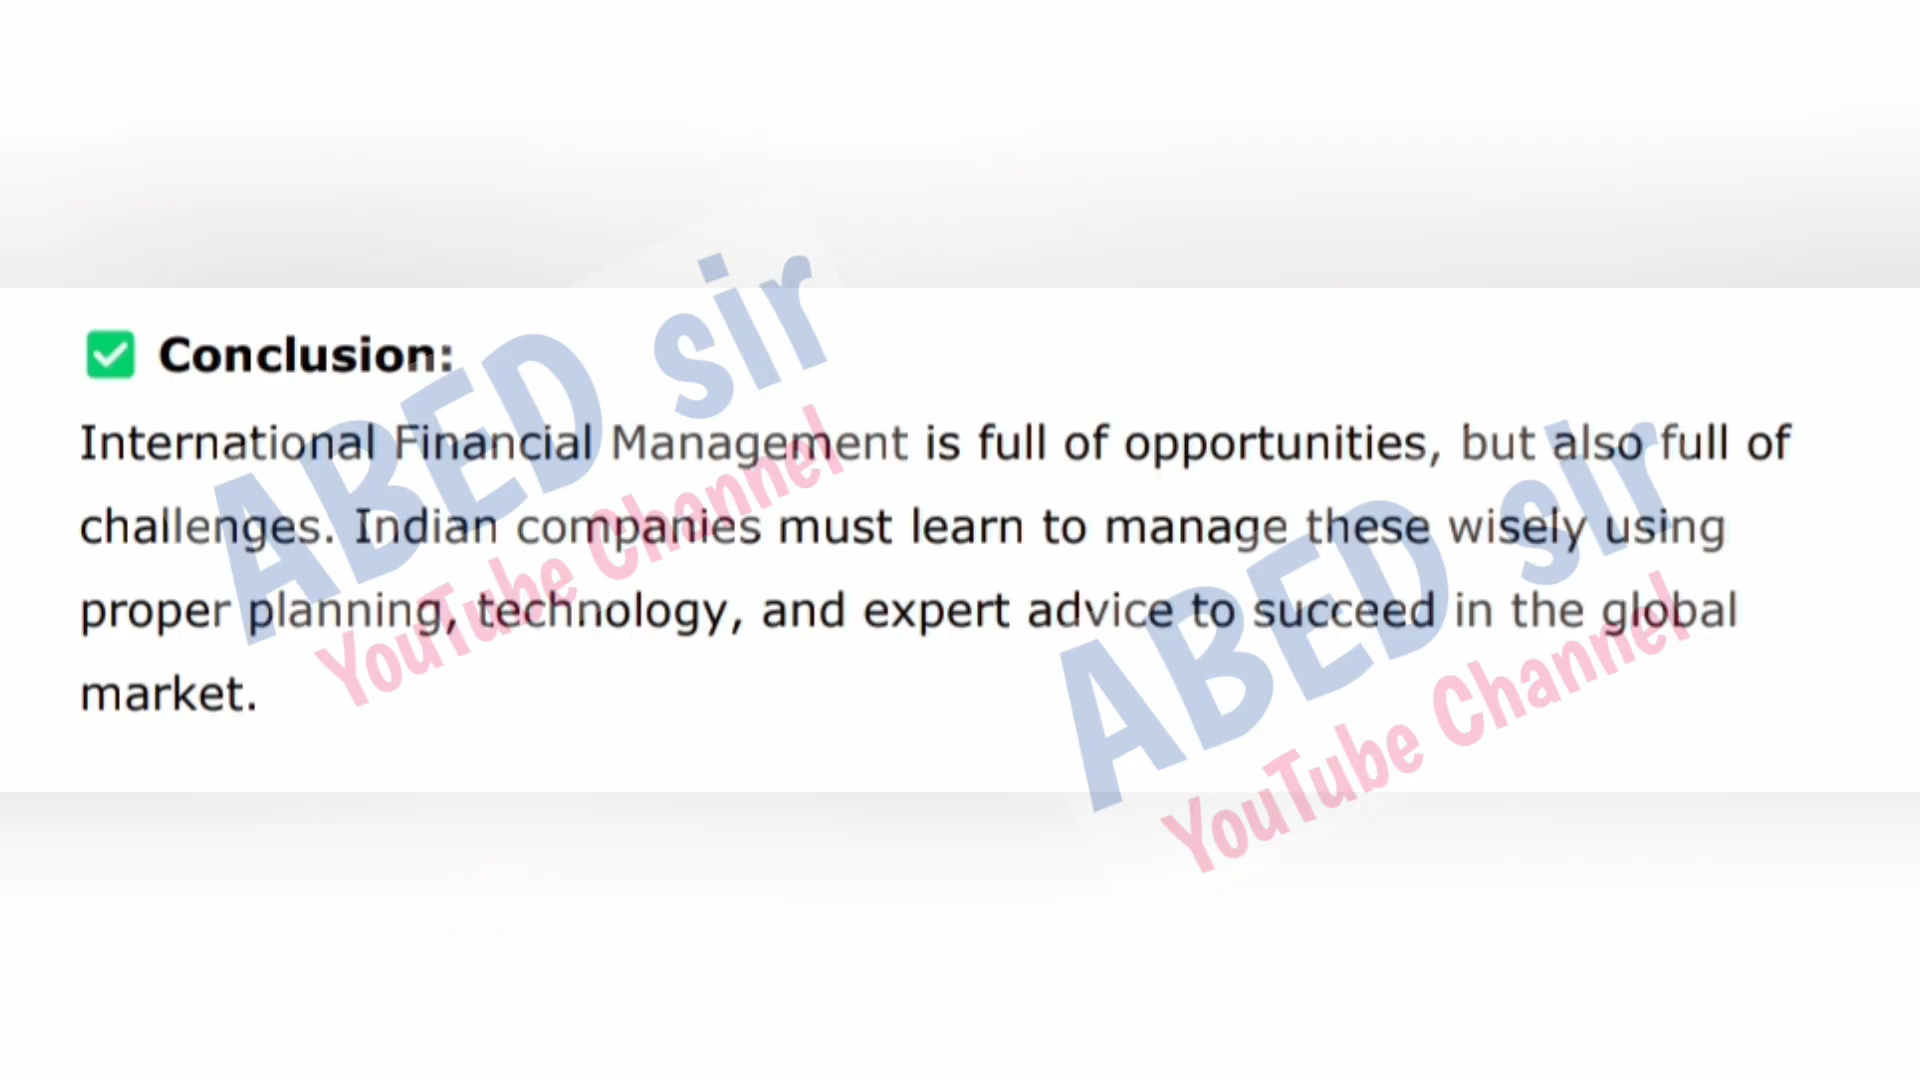 ✅ Conclusion:
International Financial Management is full of opportunities, but also full of
challenges. Indian companies must learn to manage these wisely using
proper planning, technology, and expert advice to succeed in the global
market.
ABED sir
YouTube Channel
ABED sir
YouTube Channel